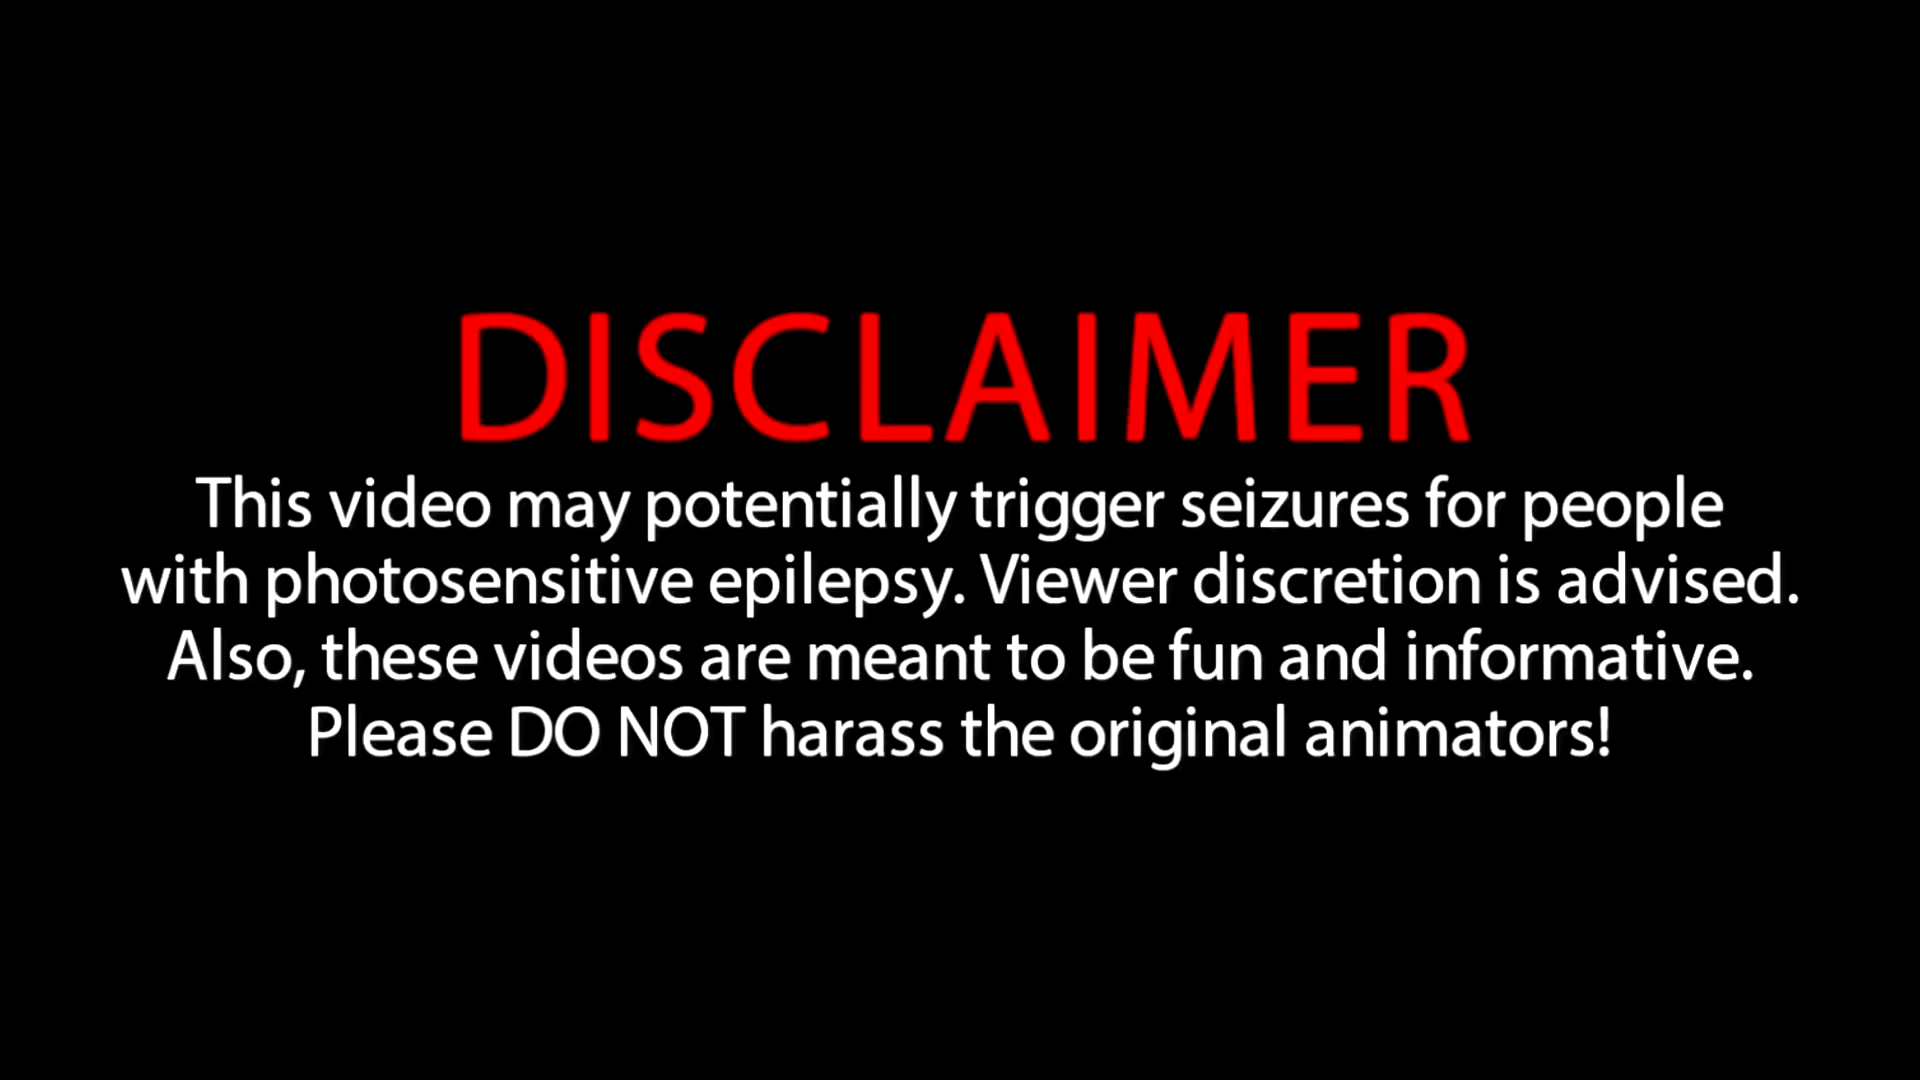 DISCLAIMER
This video may potentially trigger seizures for people
with photosensitive epilepsy. Viewer discretion is advised.
Also, these videos are meant to be fun and informative.
Please DO NOT harass the original animators!